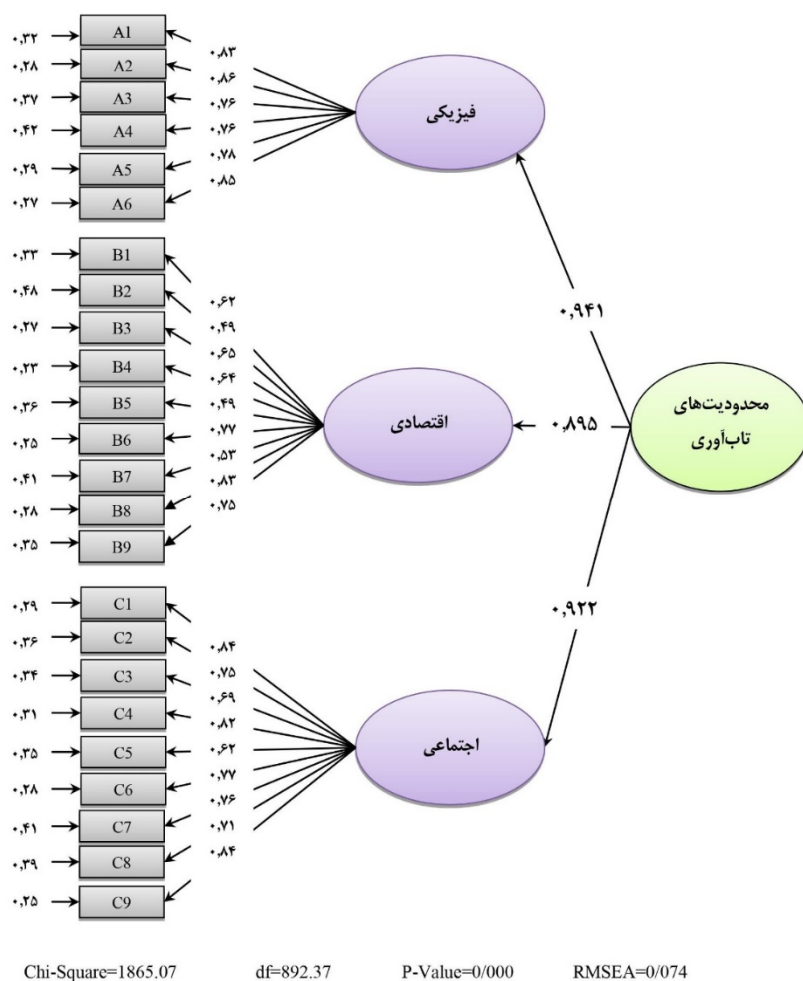 ۰,۳۲ A1 ۰,۸۳
۰,۲۸ A2 ۰,۸۶
۰,۳۷ A3 ۰,۷۶
۰,۴۲ A4 ۰,۷۶
۰,۲۹ A5 ۰,۷۸
۰,۲۷ A6 ۰,۸۵
فیزیکی
۰,۹۴۱
۰,۳۳ B1 ۰,۶۲
۰,۴۸ B2 ۰,۴۹
۰,۲۷ B3 ۰,۶۵
۰,۲۳ B4 ۰,۶۴
۰,۳۶ B5 ۰,۴۹
۰,۲۵ B6 ۰,۷۷
۰,۴۱ B7 ۰,۵۳
۰,۲۸ B8 ۰,۸۳
۰,۳۵ B9 ۰,۷۵
اقتصادی
۰,۸۹۵
محدودیت‌های
تاب‌آوری
۰,۲۹ C1 ۰,۸۴
۰,۳۶ C2 ۰,۷۵
۰,۳۴ C3 ۰,۶۹
۰,۳۱ C4 ۰,۸۲
۰,۳۵ C5 ۰,۶۲
۰,۲۸ C6 ۰,۷۷
۰,۴۱ C7 ۰,۷۶
۰,۳۹ C8 ۰,۷۱
۰,۲۵ C9 ۰,۸۴
اجتماعی
۰,۹۲۲
Chi-Square=1865.07 df=892.37 P-Value=0/000 RMSEA=0/074